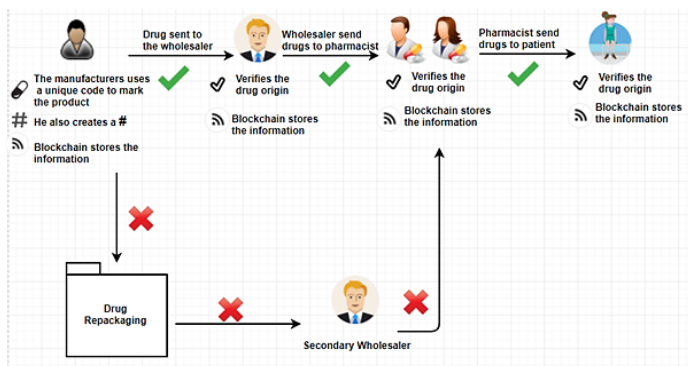 Drug sent to
the wholesaler
Wholesaler send
drugs to pharmacist
Pharmacist send
drugs to patient
The manufacturers uses
a unique code to mark
the product
# He also creates a #
Blockchain stores the
information
Verifies the
drug origin
Blockchain stores
the information
Verifies the
drug origin
Blockchain stores
the information
Verifies the
drug origin
Blockchain stores the
information
Drug
Repackaging
Secondary Wholesaler